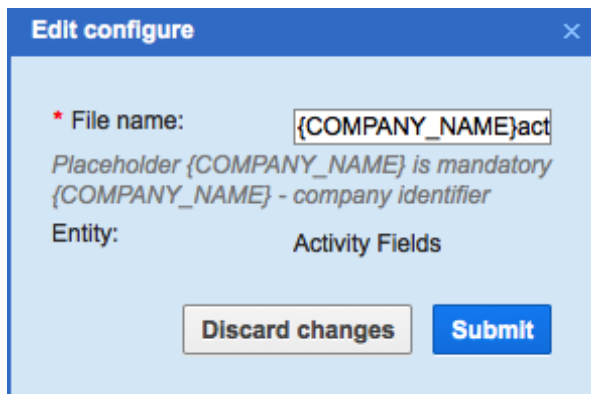 Edit configure ×
* File name: {COMPANY_NAME}act
Placeholder {COMPANY_NAME} is mandatory
{COMPANY_NAME} - company identifier
Entity: Activity Fields
Discard changes Submit